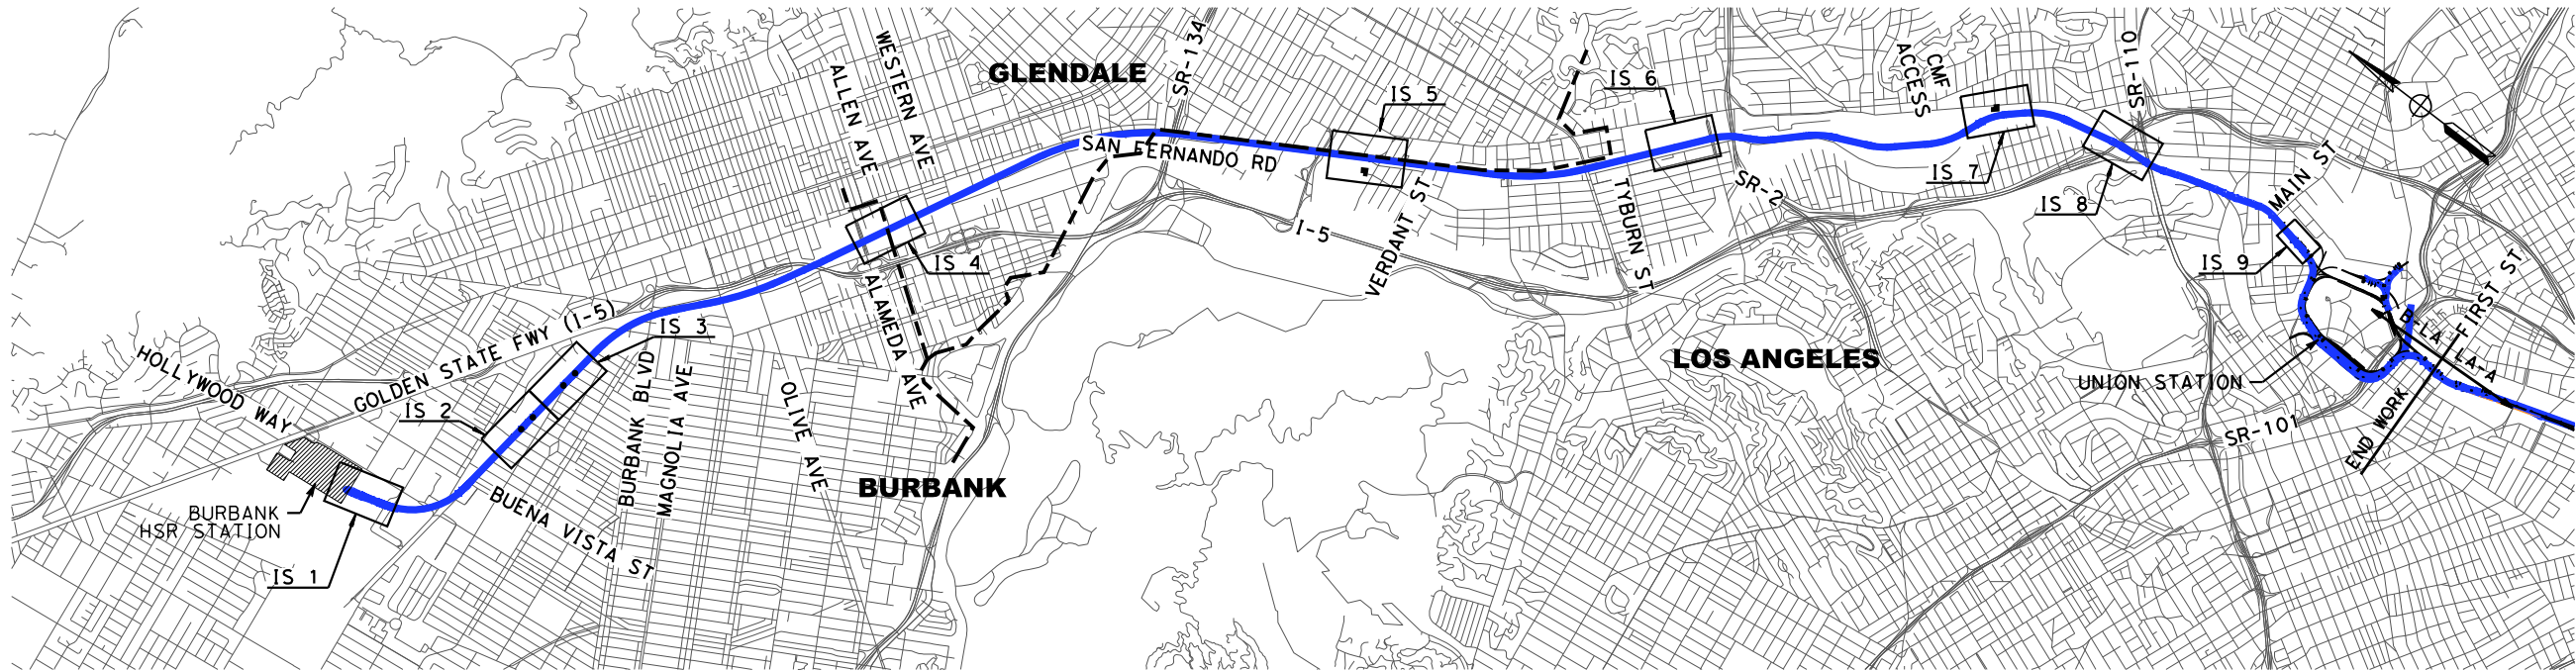 GLENDALE
SR-134
WESTERN AVE
ALLEN AVE
IS 5
IS 6
CMF
ACCESS
SR-110
SAN FERNANDO RD
IS 7
IS 8
MAIN ST
SR-2
TYBURN ST
VERDANT ST
I-5
IS 4
ALAMEDA AVE
IS 9
FIRST ST
GOLDEN STATE FWY (I-5)
IS 3
HOLLYWOOD WAY
IS 2
BURBANK BLVD
MAGNOLIA AVE
OLIVE AVE
LOS ANGELES
B-LA
LA-A
UNION STATION
END WORK
SR-101
BURBANK
BUENA VISTA ST
BURBANK
HSR STATION
IS 1